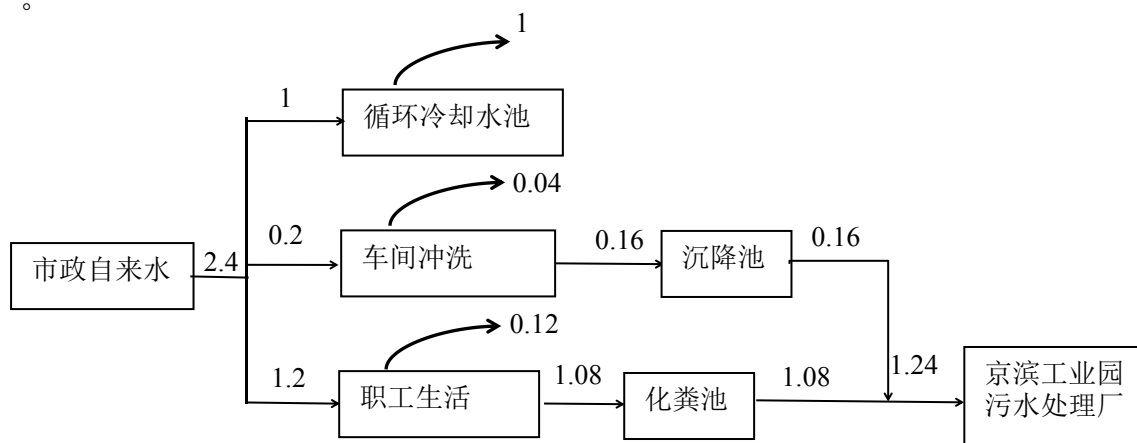 。
1
1
循环冷却水池
0.04
0.2
车间冲洗
0.16
沉降池
0.16
市政自来水
2.4
0.12
1.2
职工生活
1.08
化粪池
1.08
1.24
京滨工业园
污水处理厂